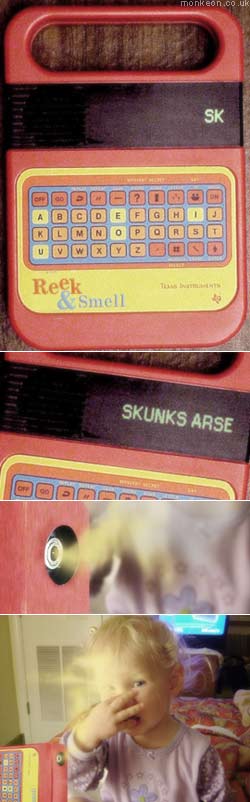 monkeon.co.uk
SK
OFF GO ON
A B C D E F G H I J
K L M N O P Q R S T
U V W X Y Z
Reek
& Smell
TEXAS INSTRUMENTS
SKUNKS ARSE